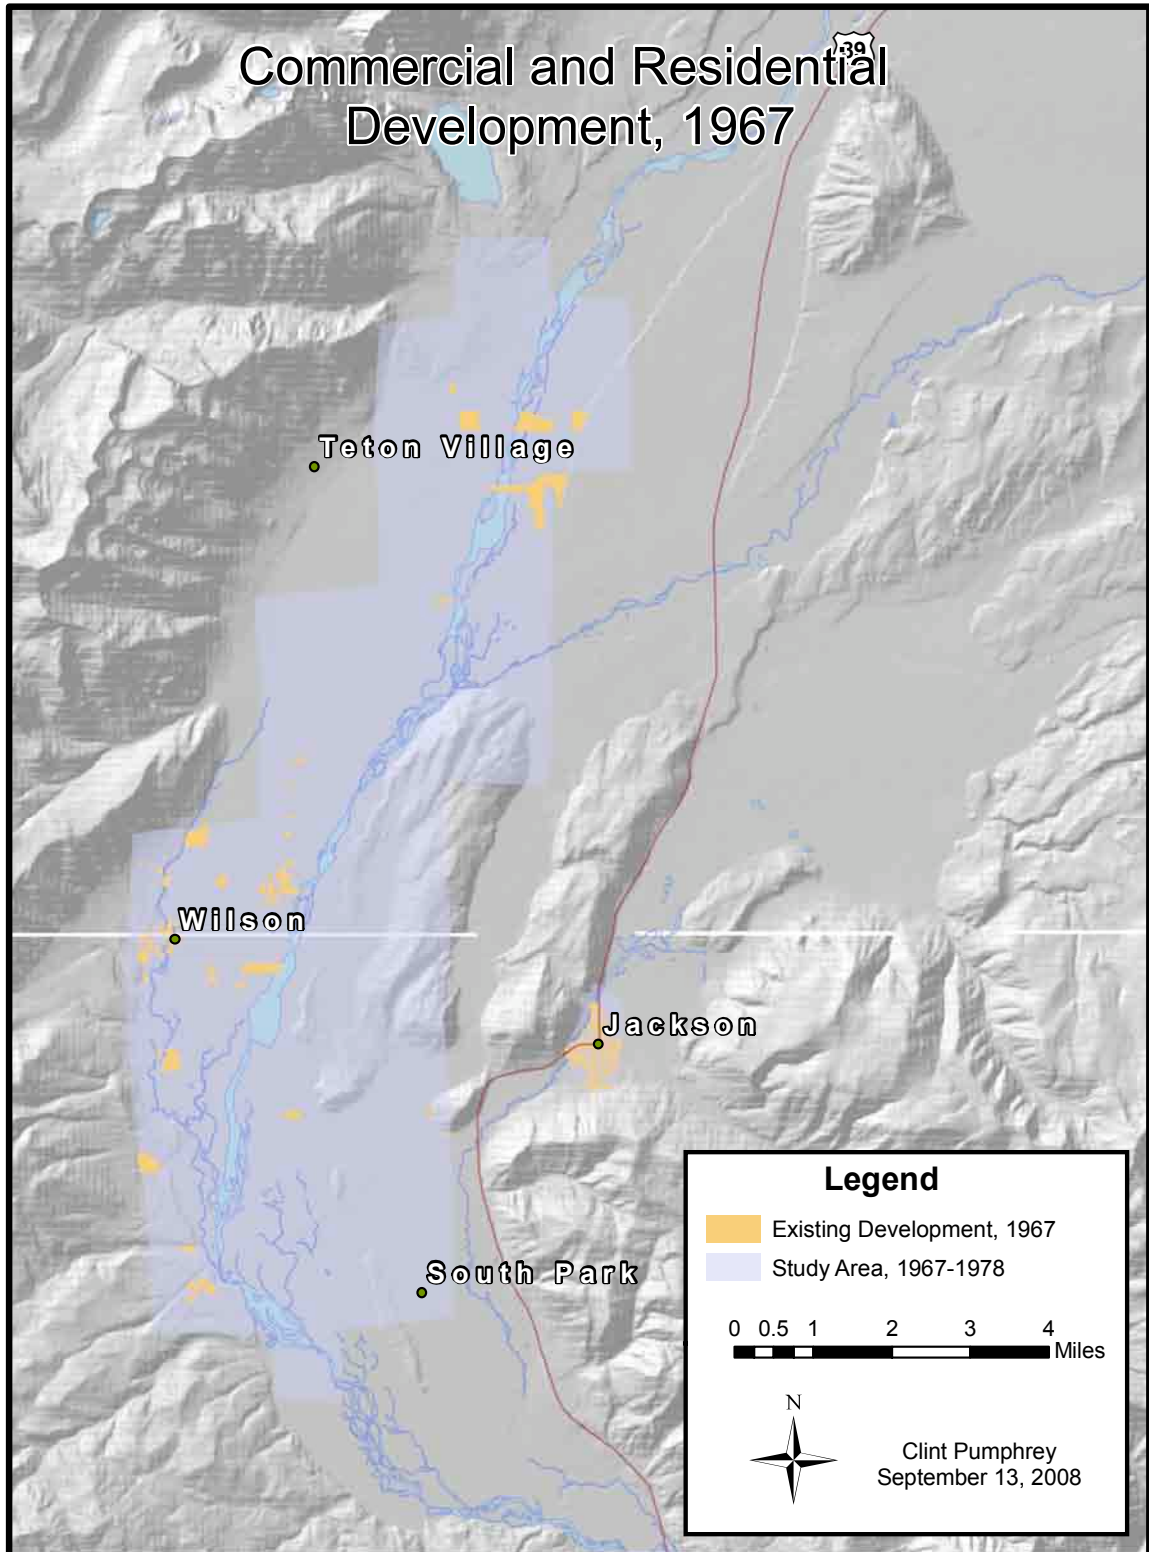 Commercial and Residential
Development, 1967
89
Teton Village
Wilson
Jackson
South Park
Legend
Existing Development, 1967
Study Area, 1967-1978
0 0.5 1 2 3 4
Miles
N
Clint Pumphrey
September 13, 2008